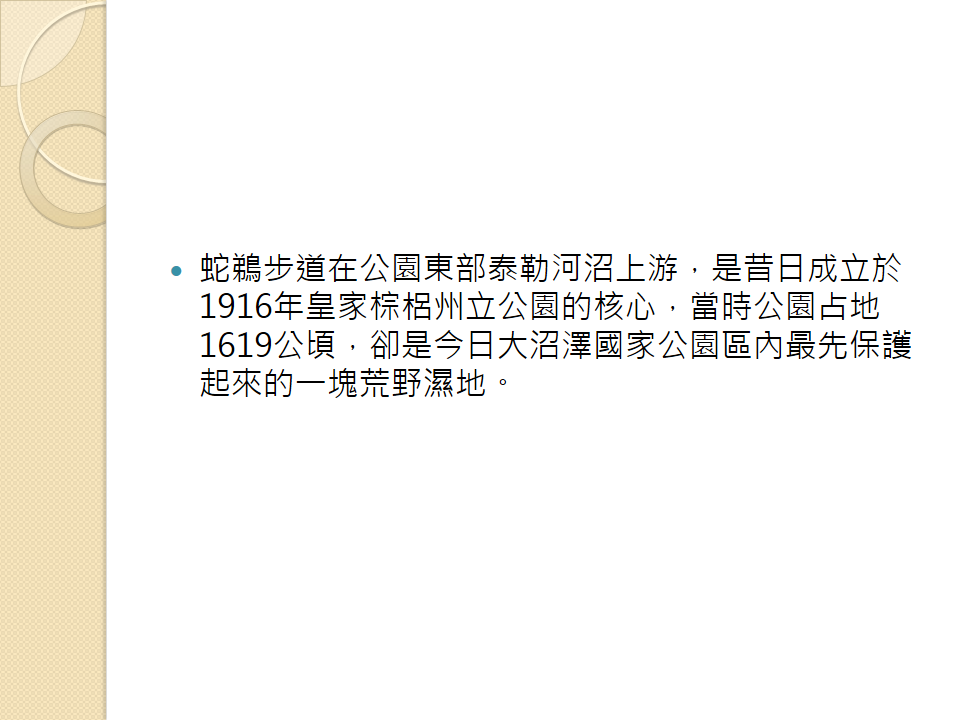 蛇鵜步道在公園東部泰勒河沼上游，是昔日成立於
1916年皇家棕梠州立公園的核心，當時公園占地
1619公頃，卻是今日大沼澤國家公園區內最先保護
起來的一塊荒野濕地。